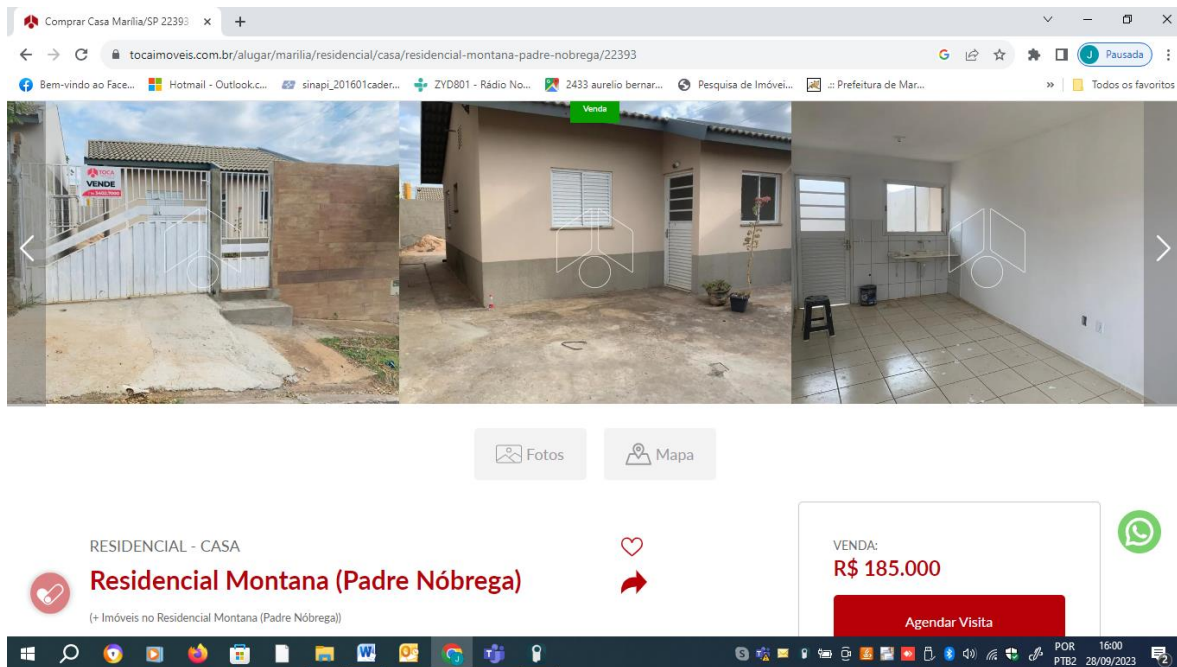 Comprar Casa Marília/SP 22393
tocaimoveis.com.br/alugar/marilia/residencial/casa/residencial-montana-padre-nobrega/22393
J Pausada
Bem-vindo ao Face...
Hotmail - Outlook.c...
sinapi_201601cader...
ZYD801 - Rádio No...
2433 aurelio bernar...
Pesquisa de Imóvei...
.:: Prefeitura de Mar...
»
Todos os favoritos
Venda
TOCA
VENDE
Fotos
Mapa
RESIDENCIAL - CASA
Residencial Montana (Padre Nóbrega)
(+ Imóveis no Residencial Montana (Padre Nóbrega))
VENDA:
R$ 185.000
Agendar Visita
POR
PTB2
16:00
28/09/2023